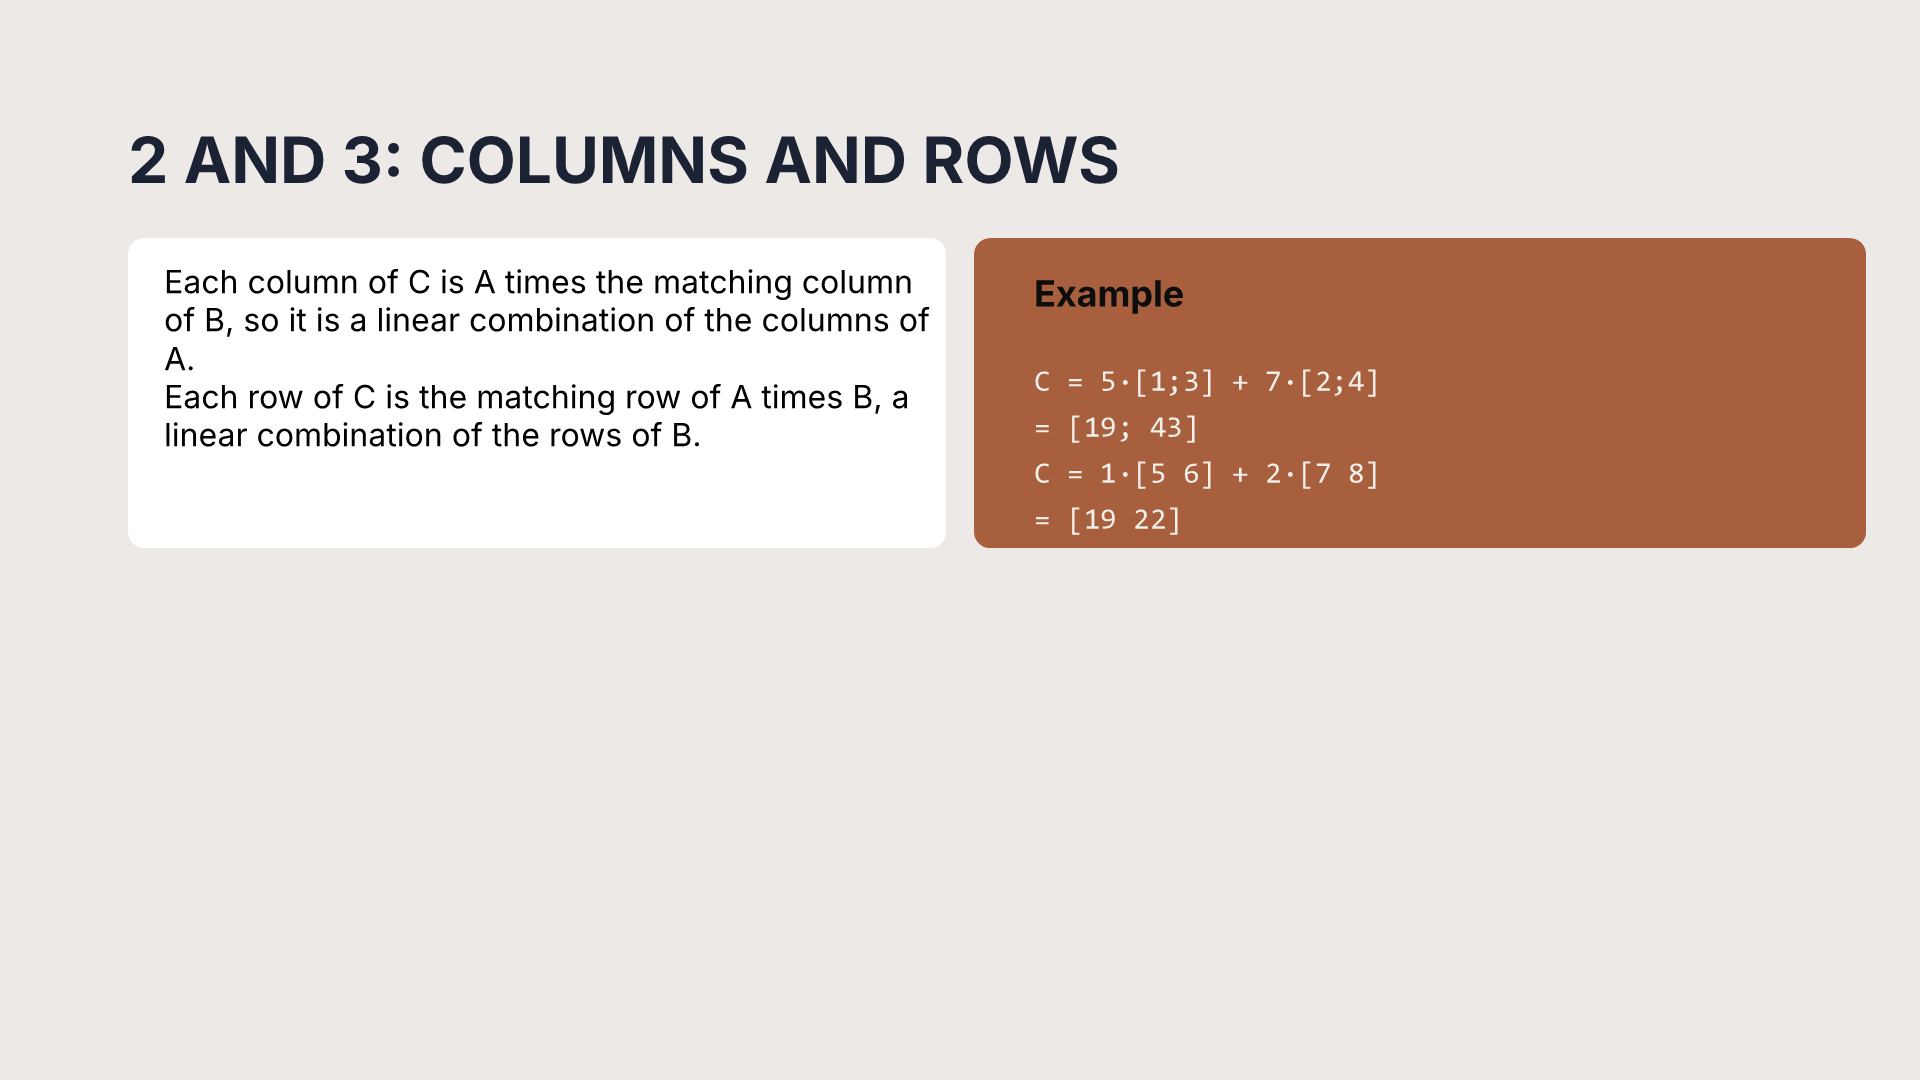 2 AND 3: COLUMNS AND ROWS
Each column of C is A times the matching column
of B, so it is a linear combination of the columns of
A.
Each row of C is the matching row of A times B, a
linear combination of the rows of B.
Example
C = 5·[1;3] + 7·[2;4]
= [19; 43]
C = 1·[5 6] + 2·[7 8]
= [19 22]